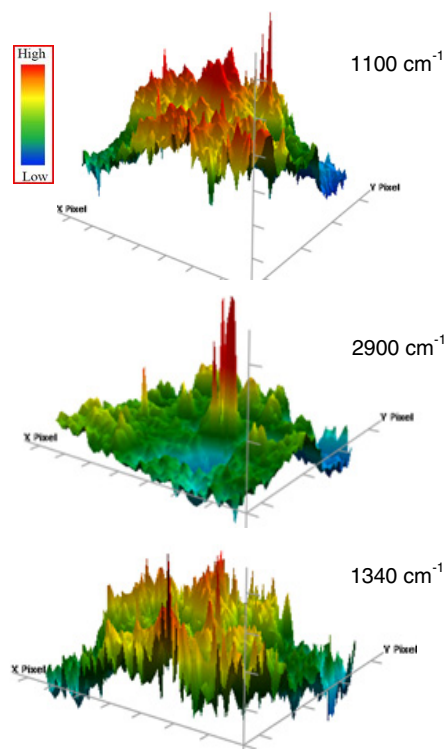 High
1100 cm⁻¹
Low
X Pixel
Y Pixel
2900 cm⁻¹
X Pixel
Y Pixel
1340 cm⁻¹
X Pixel
Y Pixel